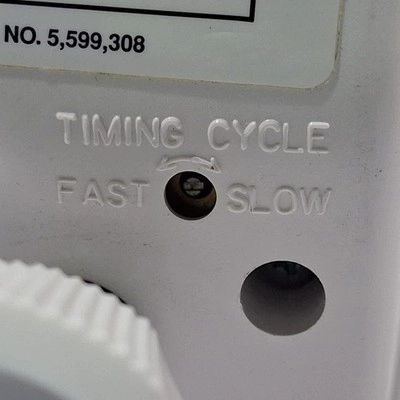 NO. 5,599,308
TIMING CYCLE
FAST SLOW